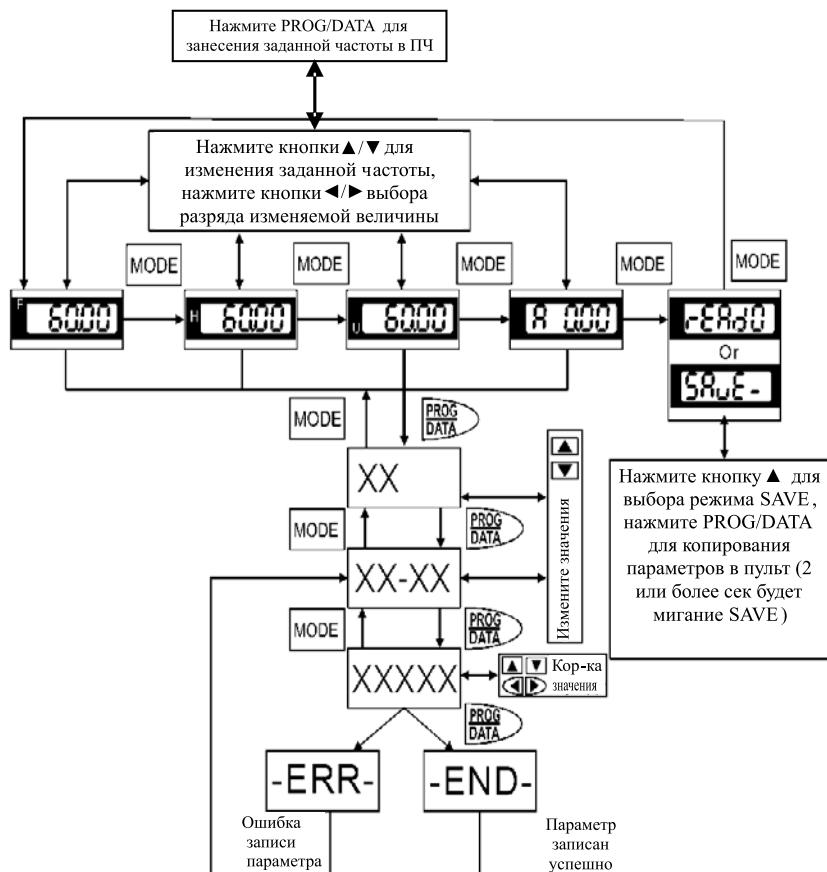 Нажмите PROG/DATA для
занесения заданной частоты в ПЧ
Нажмите кнопки ▲/▼ для
изменения заданной частоты,
нажмите кнопки ◄/► выбора
разряда изменяемой величины
MODE
MODE
MODE
MODE
MODE
F 60.00
H 60.00
U 60.00
A 0.00
rEAd0
Or
SAvE-
MODE
PROG
DATA
XX
▲
▼
Измените значения
Нажмите кнопку ▲ для
выбора режима SAVE,
нажмите PROG/DATA
для копирования
параметров в пульт (2
или более сек будет
мигание SAVE)
MODE
PROG
DATA
XX-XX
MODE
PROG
DATA
XXXXX
▲ ▼ Кор-ка
◄ ► значения
PROG
DATA
-ERR-
-END-
Ошибка
записи
параметра
Параметр
записан
успешно